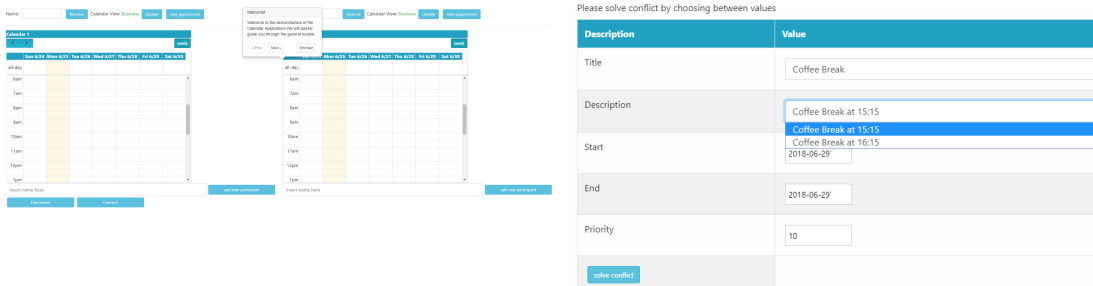 Name:
Remove
Calendar View: Business
Update
new appointment
Calendar 1
week
Sun 6/24 Mon 6/25 Tue 6/26 Wed 6/27 Thu 6/28 Fri 6/29 Sat 6/30
all-day
6am
7am
8am
9am
10am
11am
12pm
1pm
Insert name here
add new participant
Disconnect
Connect
Welcome!
Welcome to the demonstartion of the
Calendar Application! We will quickly
guide you through the general routine.
« Prev
Next »
End tour
Remove
Calendar View: Business
Update
new appointment
week
Mon 6/25 Tue 6/26 Wed 6/27 Thu 6/28 Fri 6/29 Sat 6/30
all-day
6am
7am
8am
9am
10am
11am
12pm
1pm
Insert name here
add new participant
Please solve conflict by choosing between values
Description Value
Title Coffee Break
Description Coffee Break at 15:15
Coffee Break at 15:15
Coffee Break at 16:15
Start 2018-06-29
End 2018-06-29
Priority 10
solve conflict